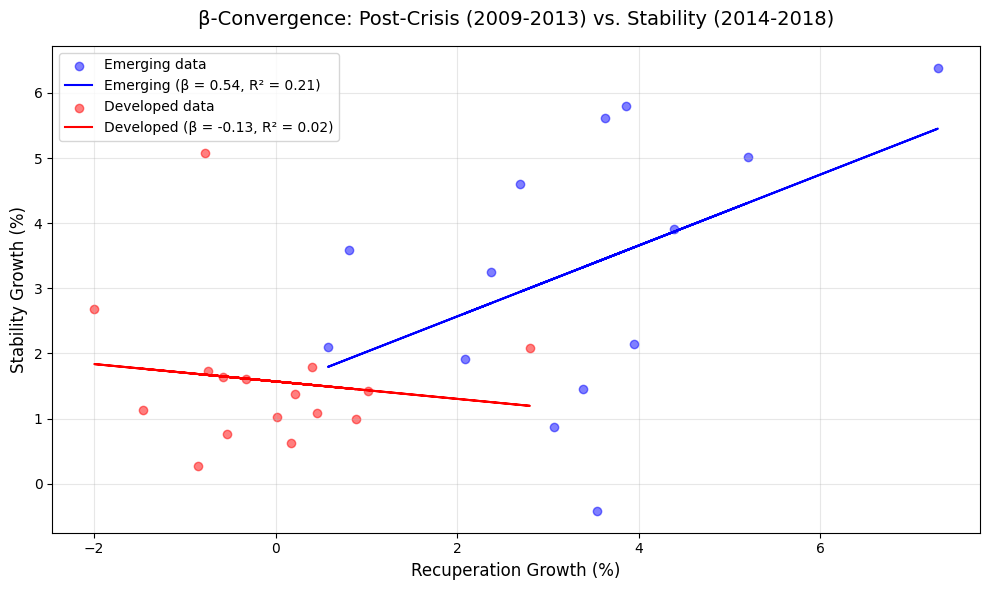 β-Convergence: Post-Crisis (2009-2013) vs. Stability (2014-2018)
Emerging data
Emerging (β = 0.54, R² = 0.21)
Developed data
Developed (β = -0.13, R² = 0.02)
Stability Growth (%)
6
5
4
3
2
1
0
−2
0
2
4
6
Recuperation Growth (%)